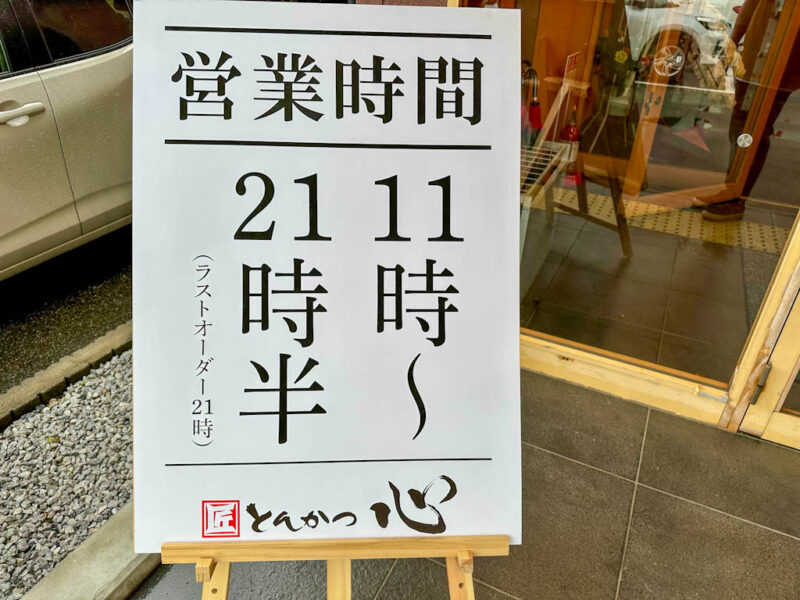 営業時間
11時〜
21時半
（ラストオーダー21時）
匠 とんかつ 心